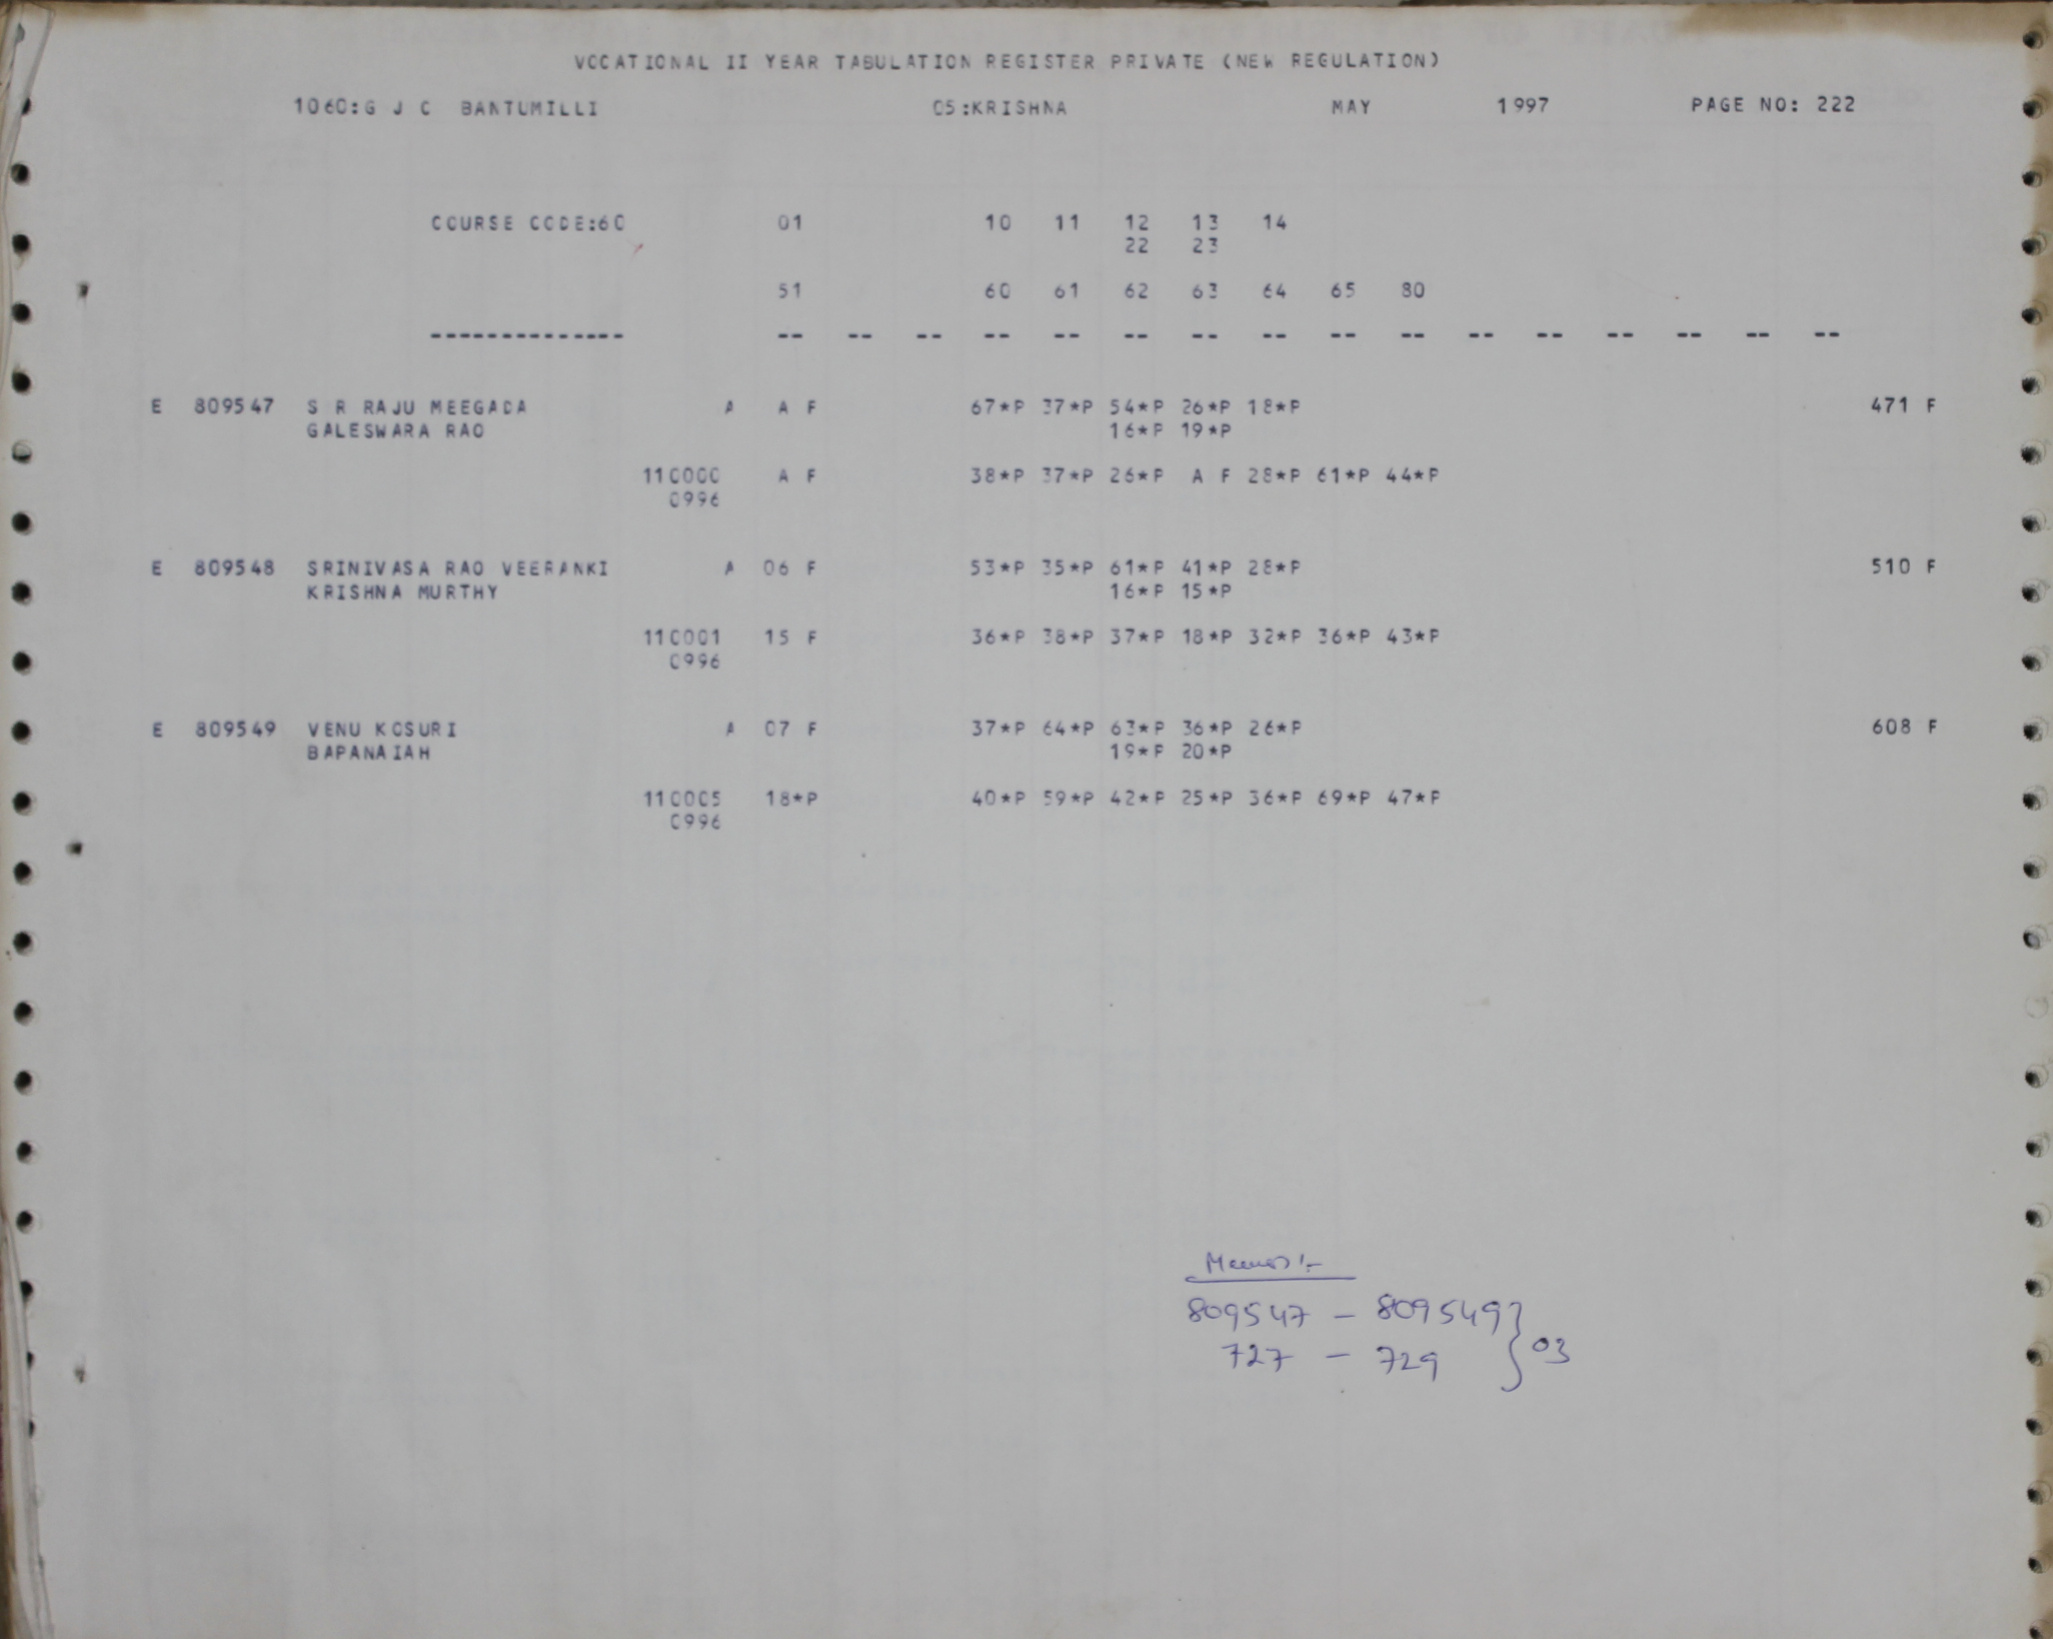 VOCATIONAL II YEAR TABULATION REGISTER PRIVATE (NEW REGULATION)
1060:G J C BANTUMILLI 05:KRISHNA MAY 1997 PAGE NO: 222
COURSE CODE:60 01 10 11 12 13 14
22 23
51 60 61 62 63 64 65 80
-------------- -- -- -- -- -- -- -- -- -- -- -- -- -- -- -- --
E 809547 S R RAJU MEEGADA A A F 67*P 37*P 54*P 26*P 18*P 471 F
GALESWARA RAO 16*P 19*P
110000 A F 38*P 37*P 26*P A F 28*P 61*P 44*P
0996
E 809548 SRINIVASA RAO VEERANKI A 06 F 53*P 35*P 61*P 41*P 28*P 510 F
KRISHNA MURTHY 16*P 15*P
110001 15 F 36*P 38*P 37*P 18*P 32*P 36*P 43*P
0996
E 809549 VENU KOSURI A 07 F 37*P 64*P 63*P 36*P 26*P 608 F
BAPANAIAH 19*P 20*P
110005 18*P 40*P 59*P 42*P 25*P 36*P 69*P 47*P
0996
Memos:-
809547 - 809549 } 03
727 - 729